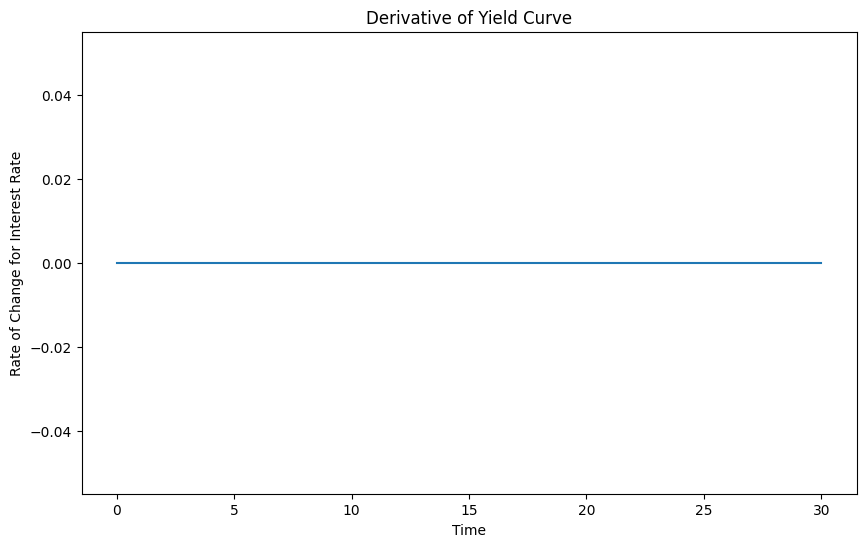 Derivative of Yield Curve
Rate of Change for Interest Rate
0.04
0.02
0.00
−0.02
−0.04
0 5 10 15 20 25 30
Time